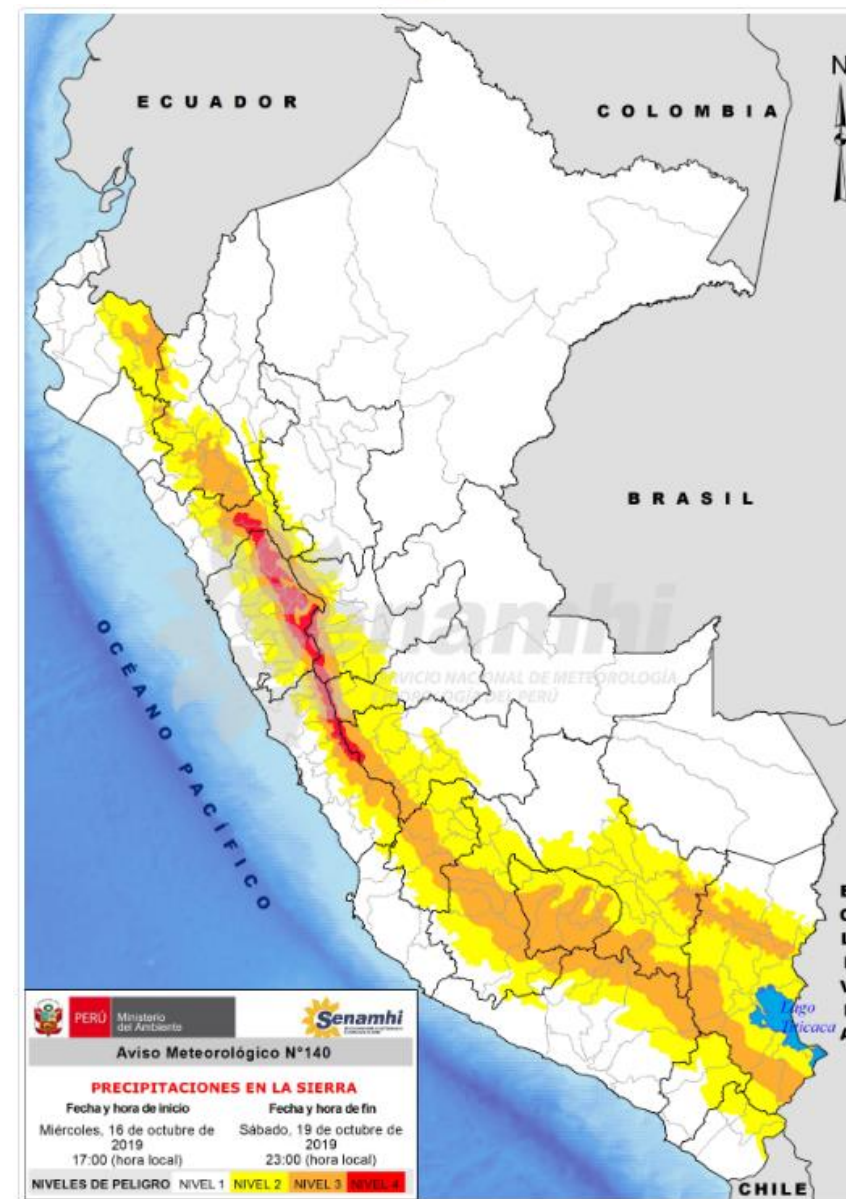 ECUADOR
COLOMBIA
N
BRASIL
OCÉANO PACÍFICO
Senamhi
SERVICIO NACIONAL DE METEOROLOGÍA
E HIDROLOGÍA DEL PERÚ
BOLIVIA
Lago
Titicaca
CHILE
PERÚ
Ministerio
del Ambiente
Senamhi
Aviso Meteorológico N°140
PRECIPITACIONES EN LA SIERRA
Fecha y hora de inicio
Miércoles, 16 de octubre de
2019
17:00 (hora local)
Fecha y hora de fin
Sábado, 19 de octubre de
2019
23:00 (hora local)
NIVELES DE PELIGRO NIVEL 1 NIVEL 2 NIVEL 3 NIVEL 4